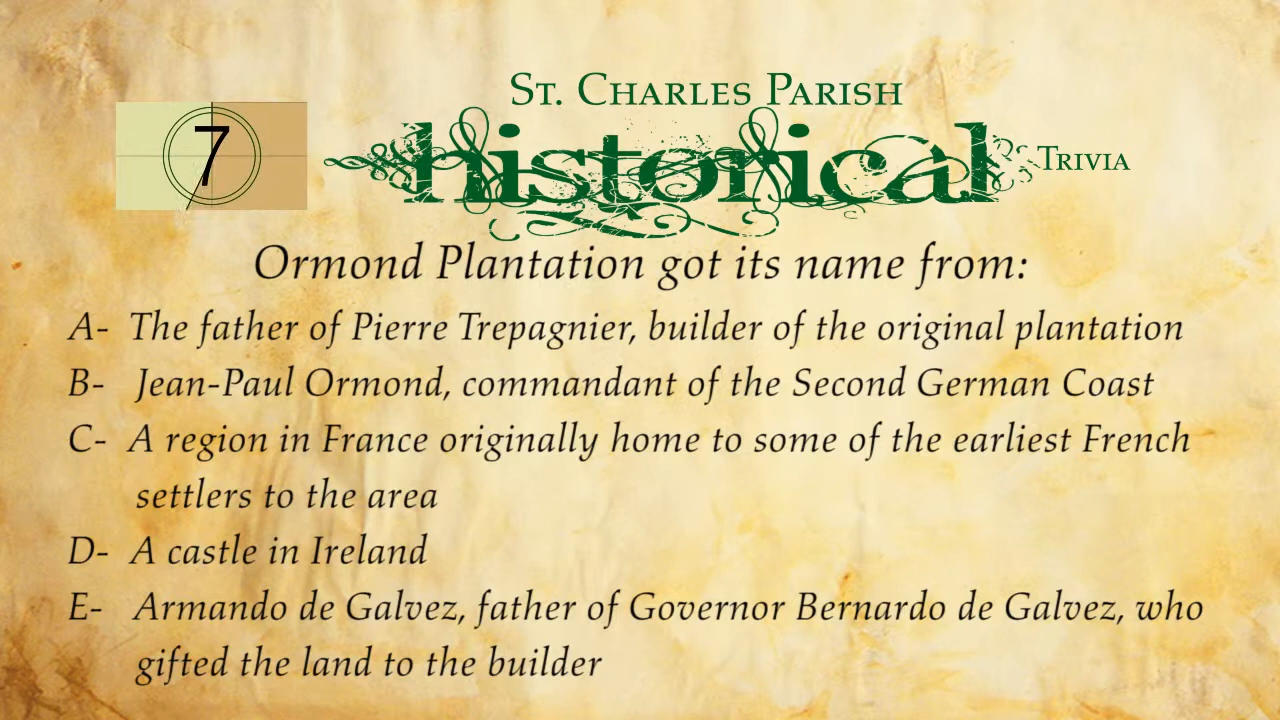 St. Charles Parish
7
historical Trivia
Ormond Plantation got its name from:
A- The father of Pierre Trepagnier, builder of the original plantation
B- Jean-Paul Ormond, commandant of the Second German Coast
C- A region in France originally home to some of the earliest French
settlers to the area
D- A castle in Ireland
E- Armando de Galvez, father of Governor Bernardo de Galvez, who
gifted the land to the builder